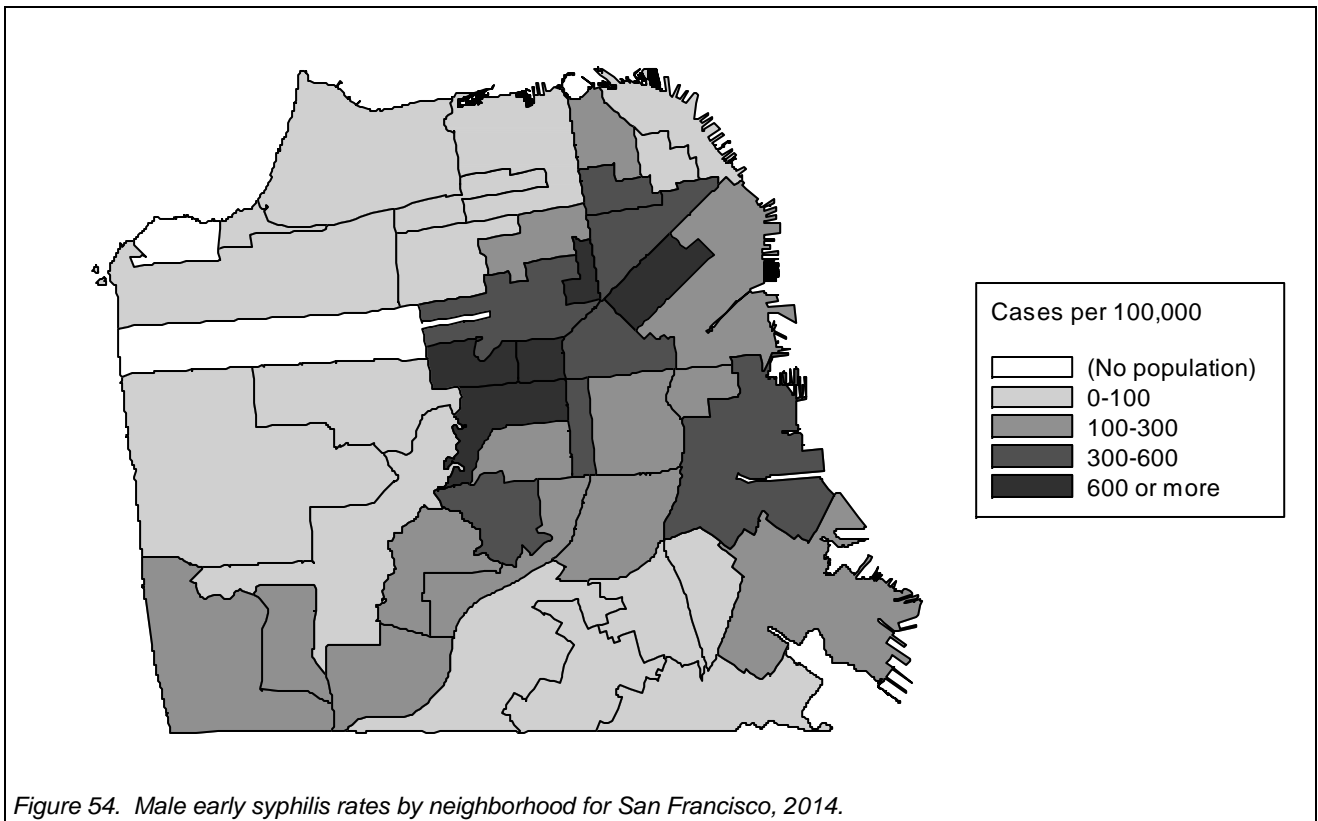 Cases per 100,000
(No population)
0-100
100-300
300-600
600 or more
Figure 54. Male early syphilis rates by neighborhood for San Francisco, 2014.